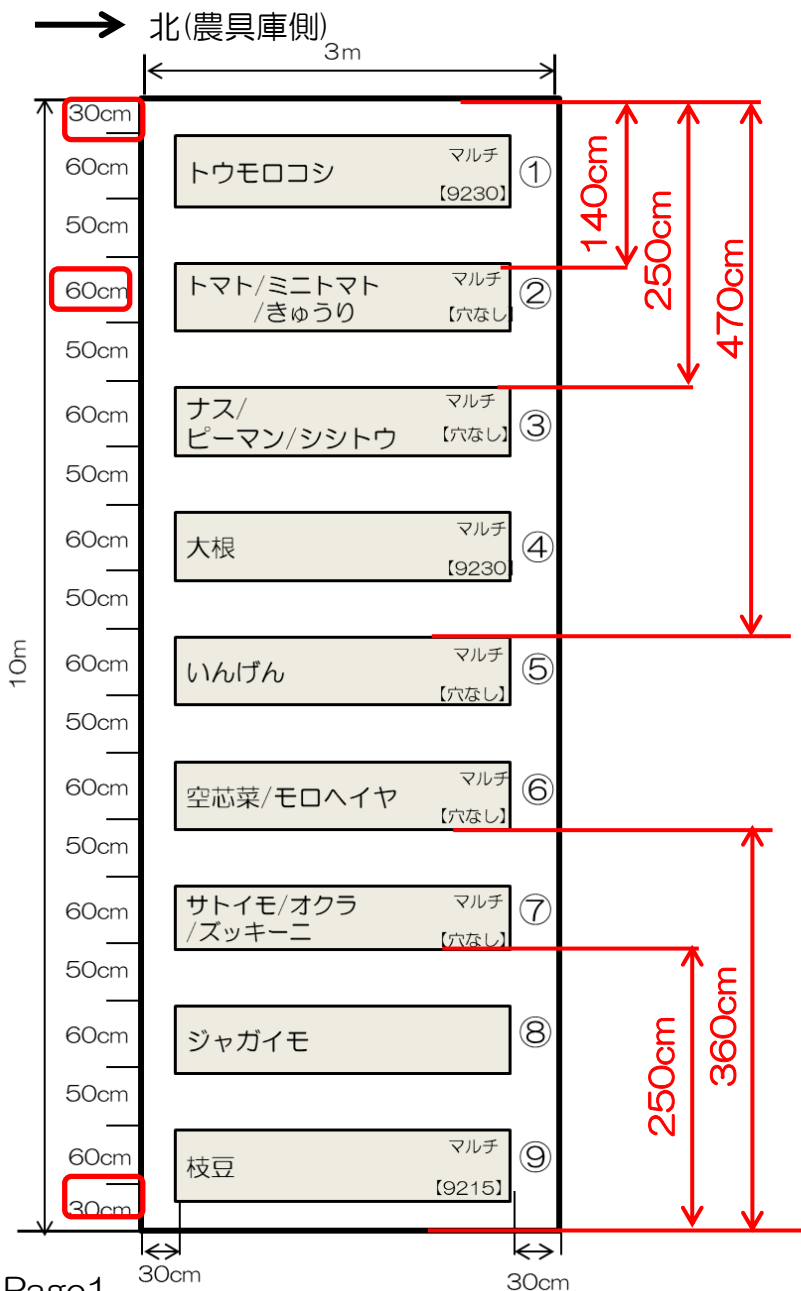 北(農具庫側)
3m
10m
30cm
60cm
50cm
60cm
50cm
60cm
50cm
60cm
50cm
60cm
50cm
60cm
50cm
60cm
50cm
60cm
50cm
60cm
30cm
トウモロコシ
マルチ
【9230】
①
トマト/ミニトマト
/きゅうり
マルチ
【穴なし】
②
ナス/
ピーマン/シシトウ
マルチ
【穴なし】
③
大根
マルチ
【9230】
④
いんげん
マルチ
【穴なし】
⑤
空芯菜/モロヘイヤ
マルチ
【穴なし】
⑥
サトイモ/オクラ
/ズッキーニ
マルチ
【穴なし】
⑦
ジャガイモ
⑧
枝豆
マルチ
【9215】
⑨
140cm
250cm
470cm
250cm
360cm
30cm
30cm
Page1